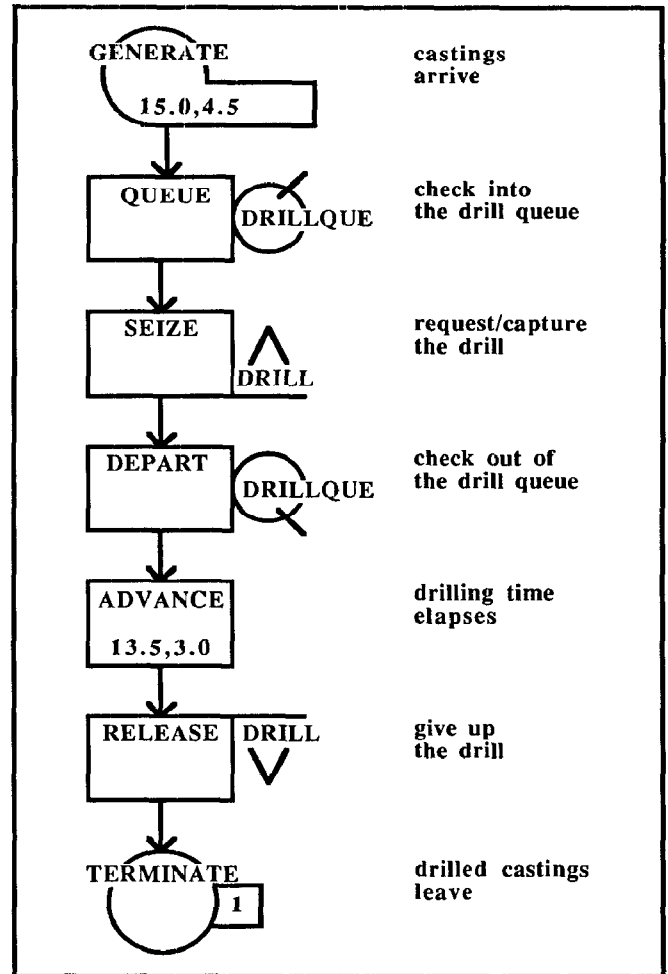 GENERATE
15.0,4.5
castings
arrive
QUEUE
DRILLQUE
check into
the drill queue
SEIZE
DRILL
request/capture
the drill
DEPART
DRILLQUE
check out of
the drill queue
ADVANCE
13.5,3.0
drilling time
elapses
RELEASE
DRILL
give up
the drill
TERMINATE
1
drilled castings
leave